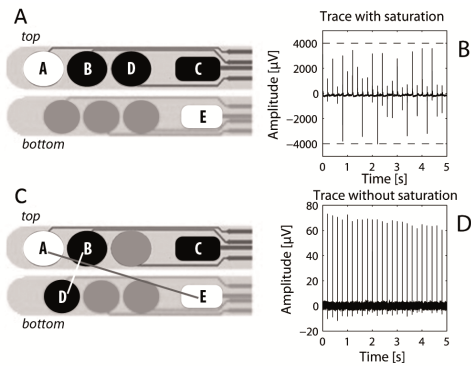 A
top
A B D C
E
bottom
Trace with saturation
B
Amplitude [µV]
4000
2000
0
−2000
−4000
0 1 2 3 4 5
Time [s]
C
top
A B C
D E
bottom
Trace without saturation
D
Amplitude [µV]
80
60
40
20
0
−20
0 1 2 3 4 5
Time [s]